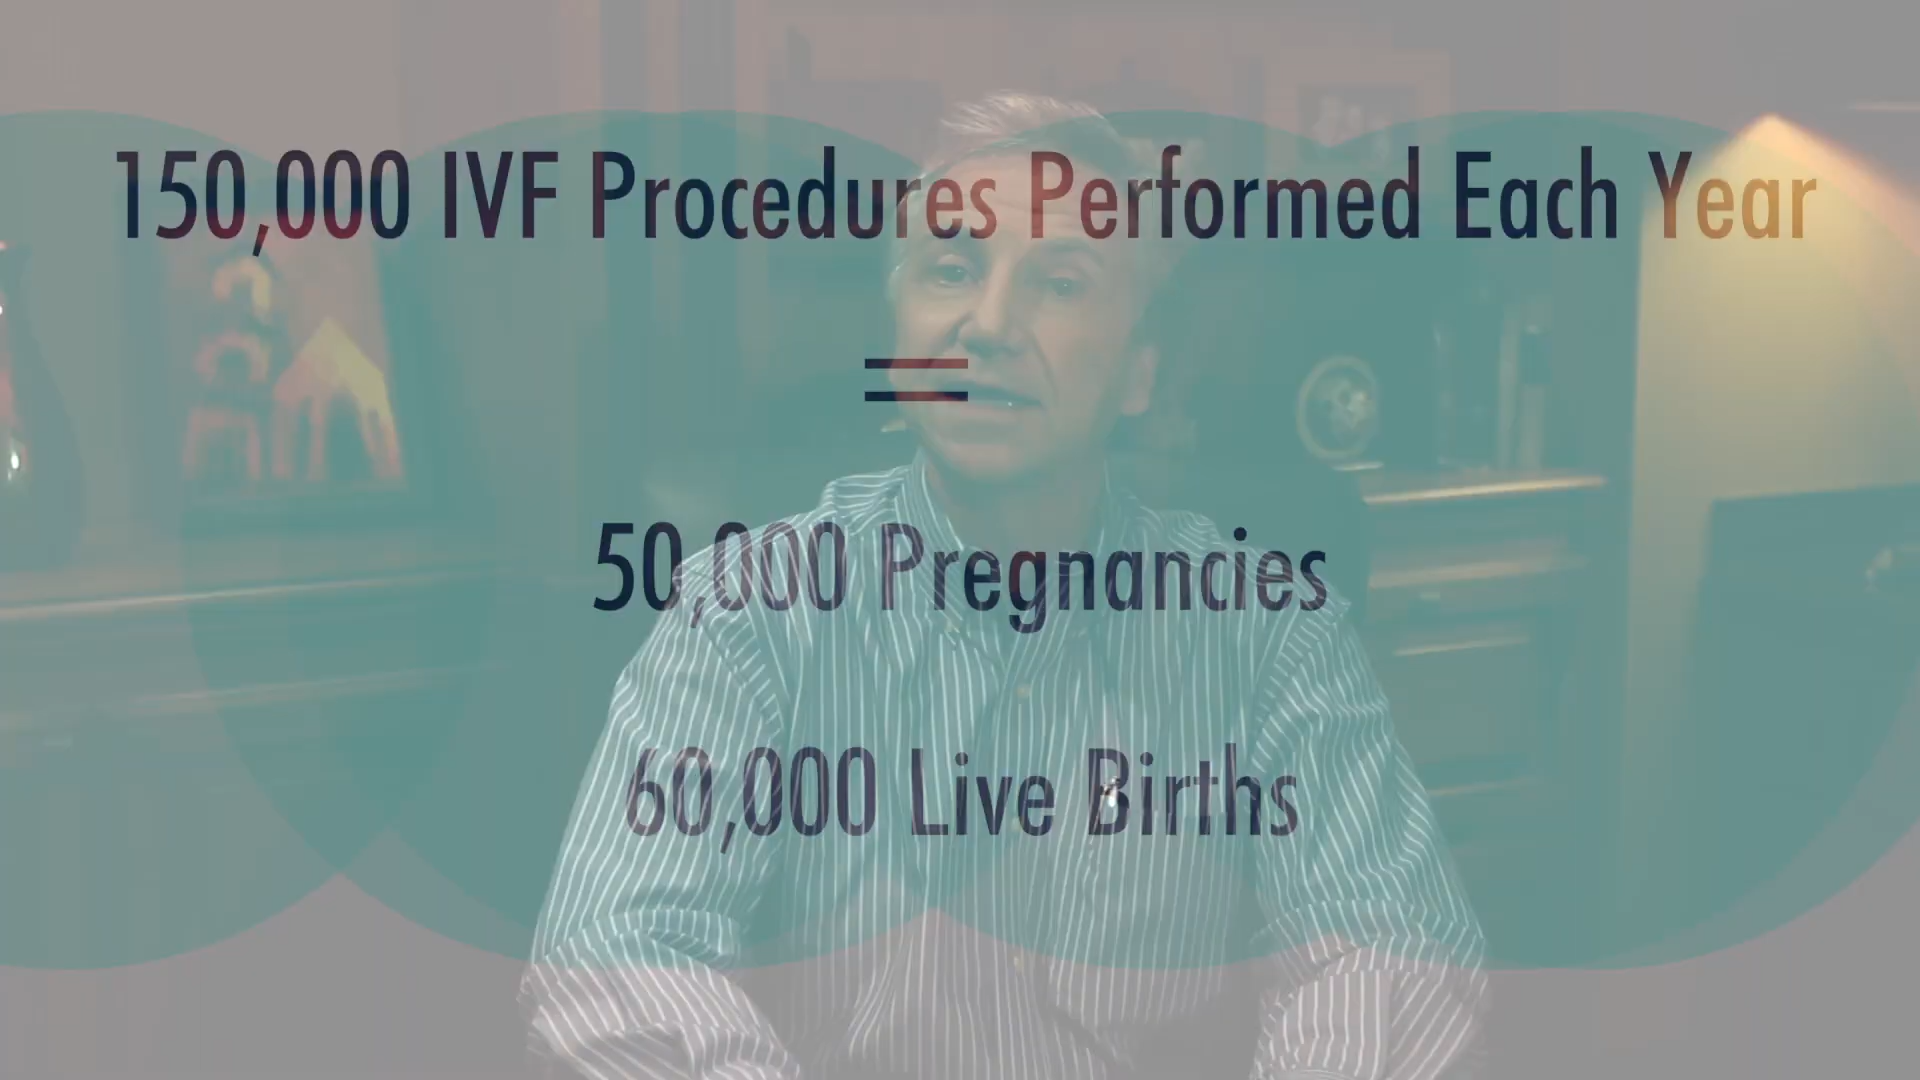 150,000 IVF Procedures Performed Each Year
=
50,000 Pregnancies
60,000 Live Births